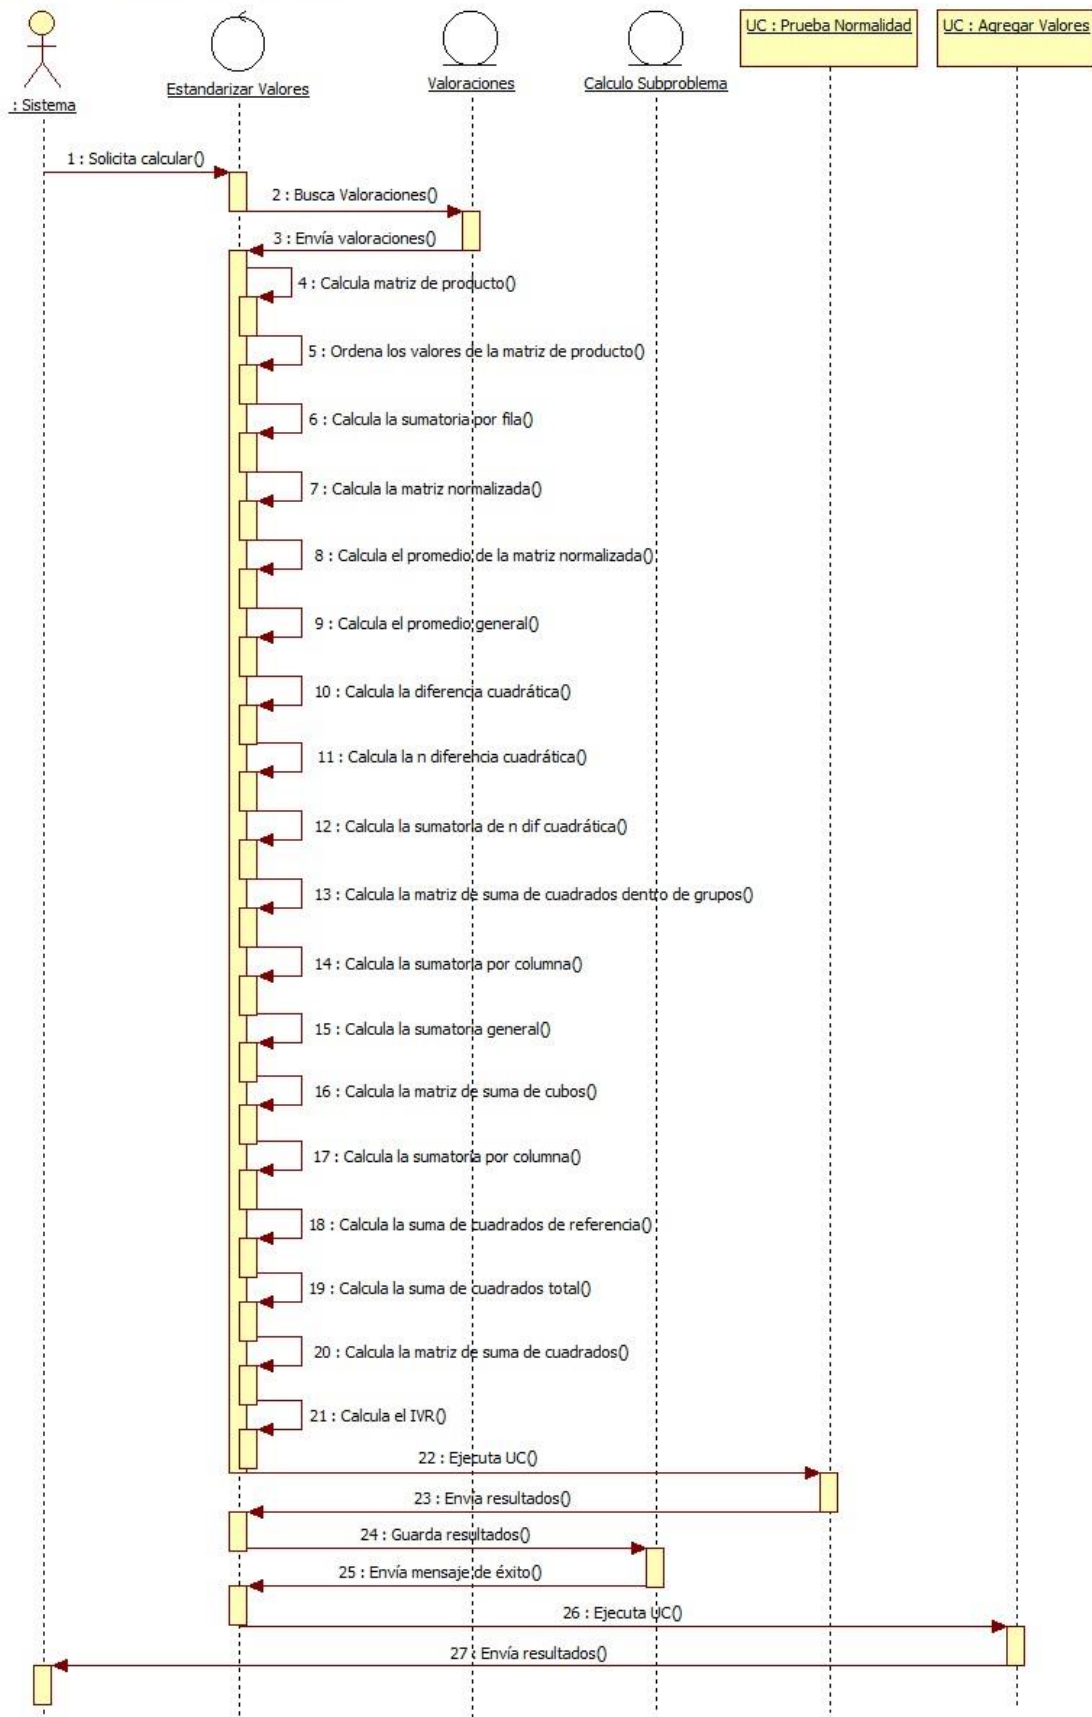 : Sistema
Estandarizar Valores
Valoraciones
Calculo Subproblema
UC : Prueba Normalidad
UC : Agregar Valores
1 : Solicita calcular()
2 : Busca Valoraciones()
3 : Envía valoraciones()
4 : Calcula matriz de producto()
5 : Ordena los valores de la matriz de producto()
6 : Calcula la sumatoria por fila()
7 : Calcula la matriz normalizada()
8 : Calcula el promedio de la matriz normalizada()
9 : Calcula el promedio general()
10 : Calcula la diferencia cuadrática()
11 : Calcula la n diferencia cuadrática()
12 : Calcula la sumatoria de n dif cuadrática()
13 : Calcula la matriz de suma de cuadrados dentro de grupos()
14 : Calcula la sumatoria por columna()
15 : Calcula la sumatoria general()
16 : Calcula la matriz de suma de cubos()
17 : Calcula la sumatoria por columna()
18 : Calcula la suma de cuadrados de referencia()
19 : Calcula la suma de cuadrados total()
20 : Calcula la matriz de suma de cuadrados()
21 : Calcula el IVR()
22 : Ejecuta UC()
23 : Envía resultados()
24 : Guarda resultados()
25 : Envía mensaje de éxito()
26 : Ejecuta UC()
27 : Envía resultados()